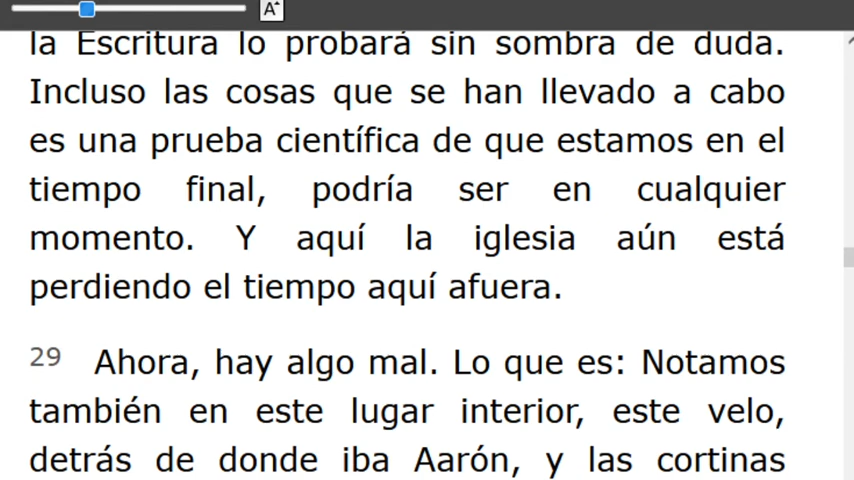 la Escritura lo probará sin sombra de duda.
Incluso las cosas que se han llevado a cabo
es una prueba científica de que estamos en el
tiempo final, podría ser en cualquier
momento. Y aquí la iglesia aún está
perdiendo el tiempo aquí afuera.
29 Ahora, hay algo mal. Lo que es: Notamos
también en este lugar interior, este velo,
detrás de donde iba Aarón, y las cortinas